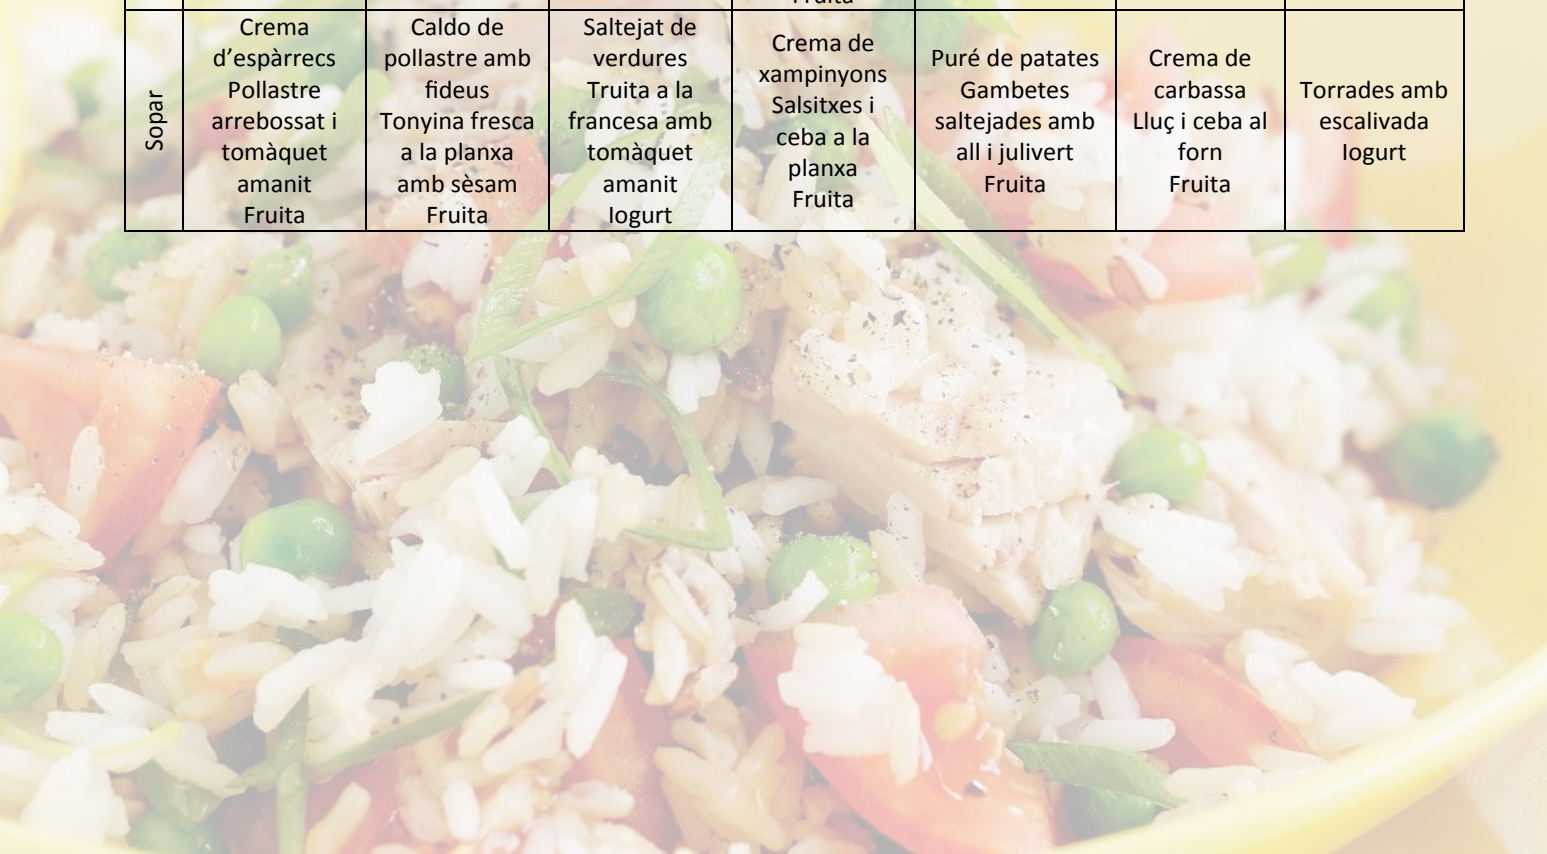 Fruita
Sopar
Crema
d’espàrrecs
Pollastre
arrebossat i
tomàquet
amanit
Fruita
Caldo de
pollastre amb
fideus
Tonyina fresca
a la planxa
amb sèsam
Fruita
Saltejat de
verdures
Truita a la
francesa amb
tomàquet
amanit
Iogurt
Crema de
xampinyons
Salsitxes i
ceba a la
planxa
Fruita
Puré de patates
Gambetes
saltejades amb
all i julivert
Fruita
Crema de
carbassa
Lluç i ceba al
forn
Fruita
Torrades amb
escalivada
Iogurt